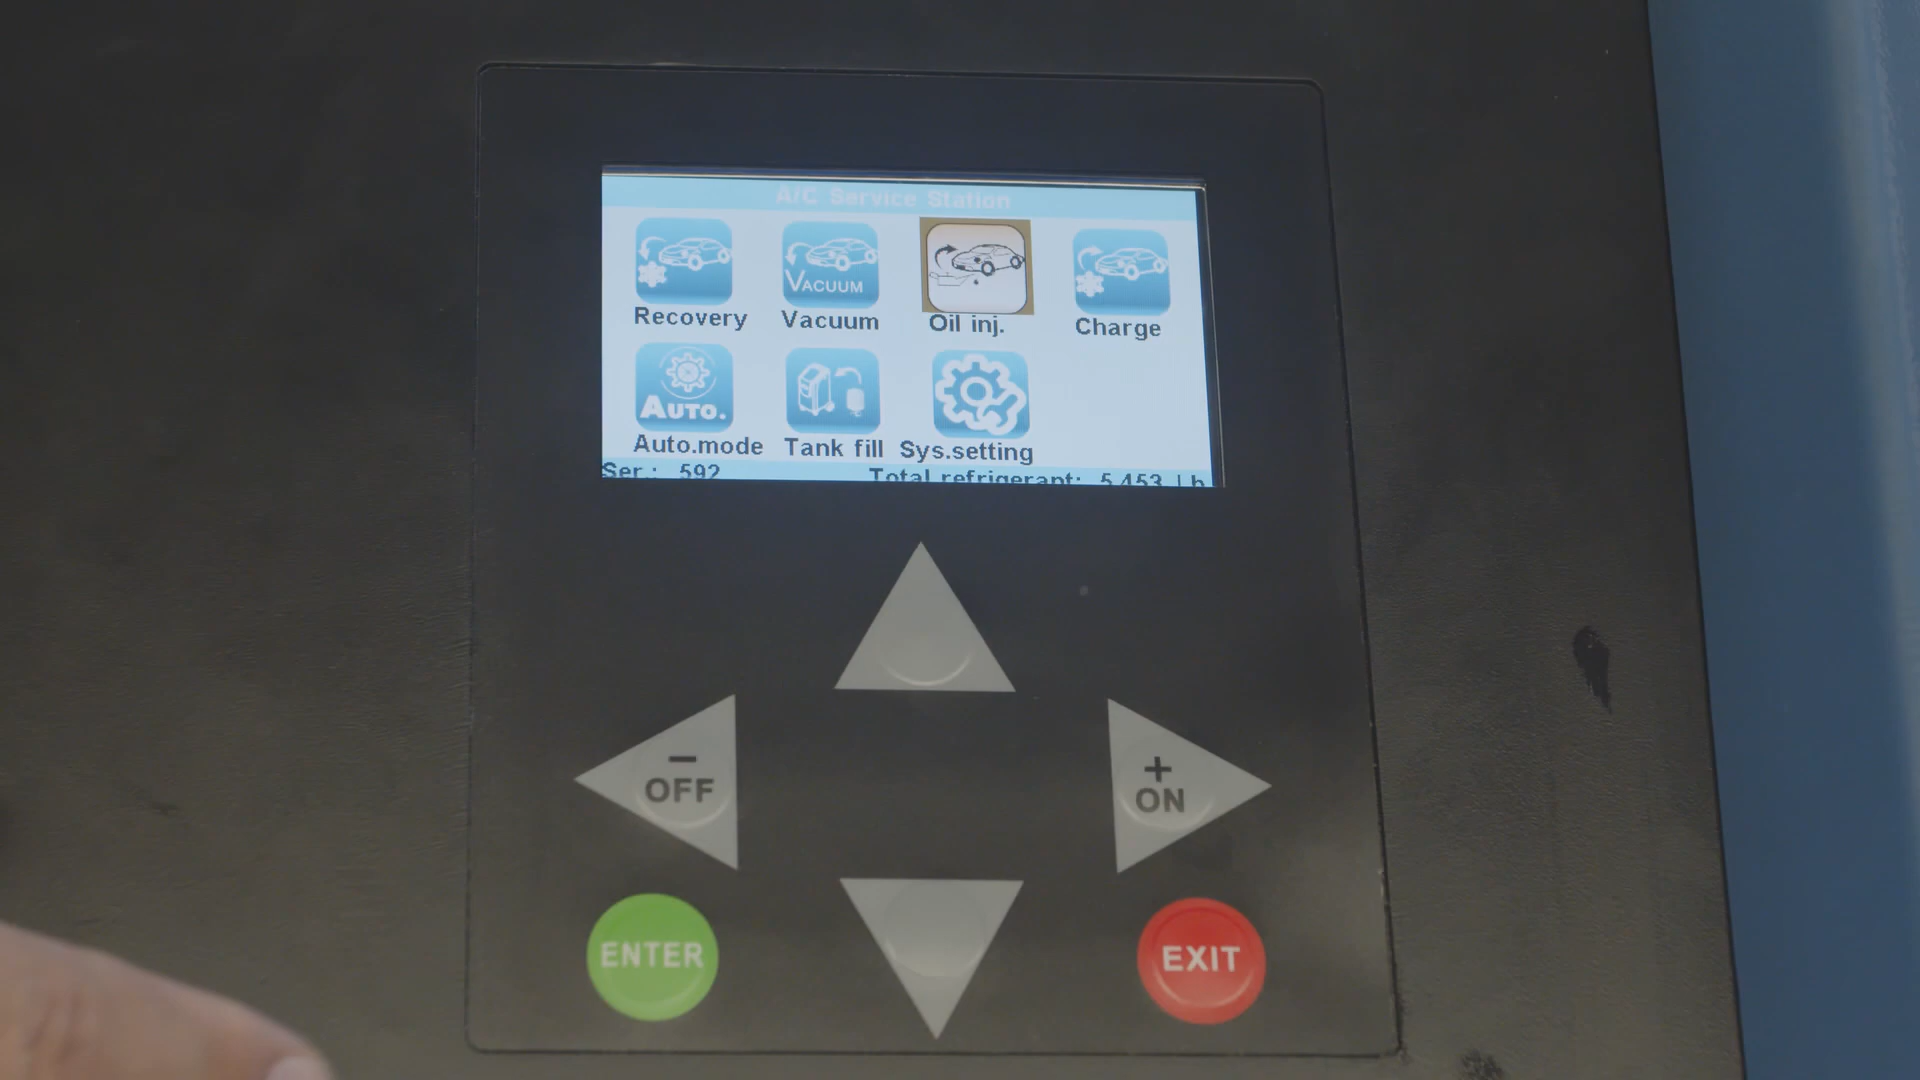 A/C Service Station
VACUUM
Recovery Vacuum Oil inj. Charge
AUTO.
Auto.mode Tank fill Sys.setting
Ser.: 592 Total refrigerant: 5.453 Lb
−
OFF
+
ON
ENTER
EXIT